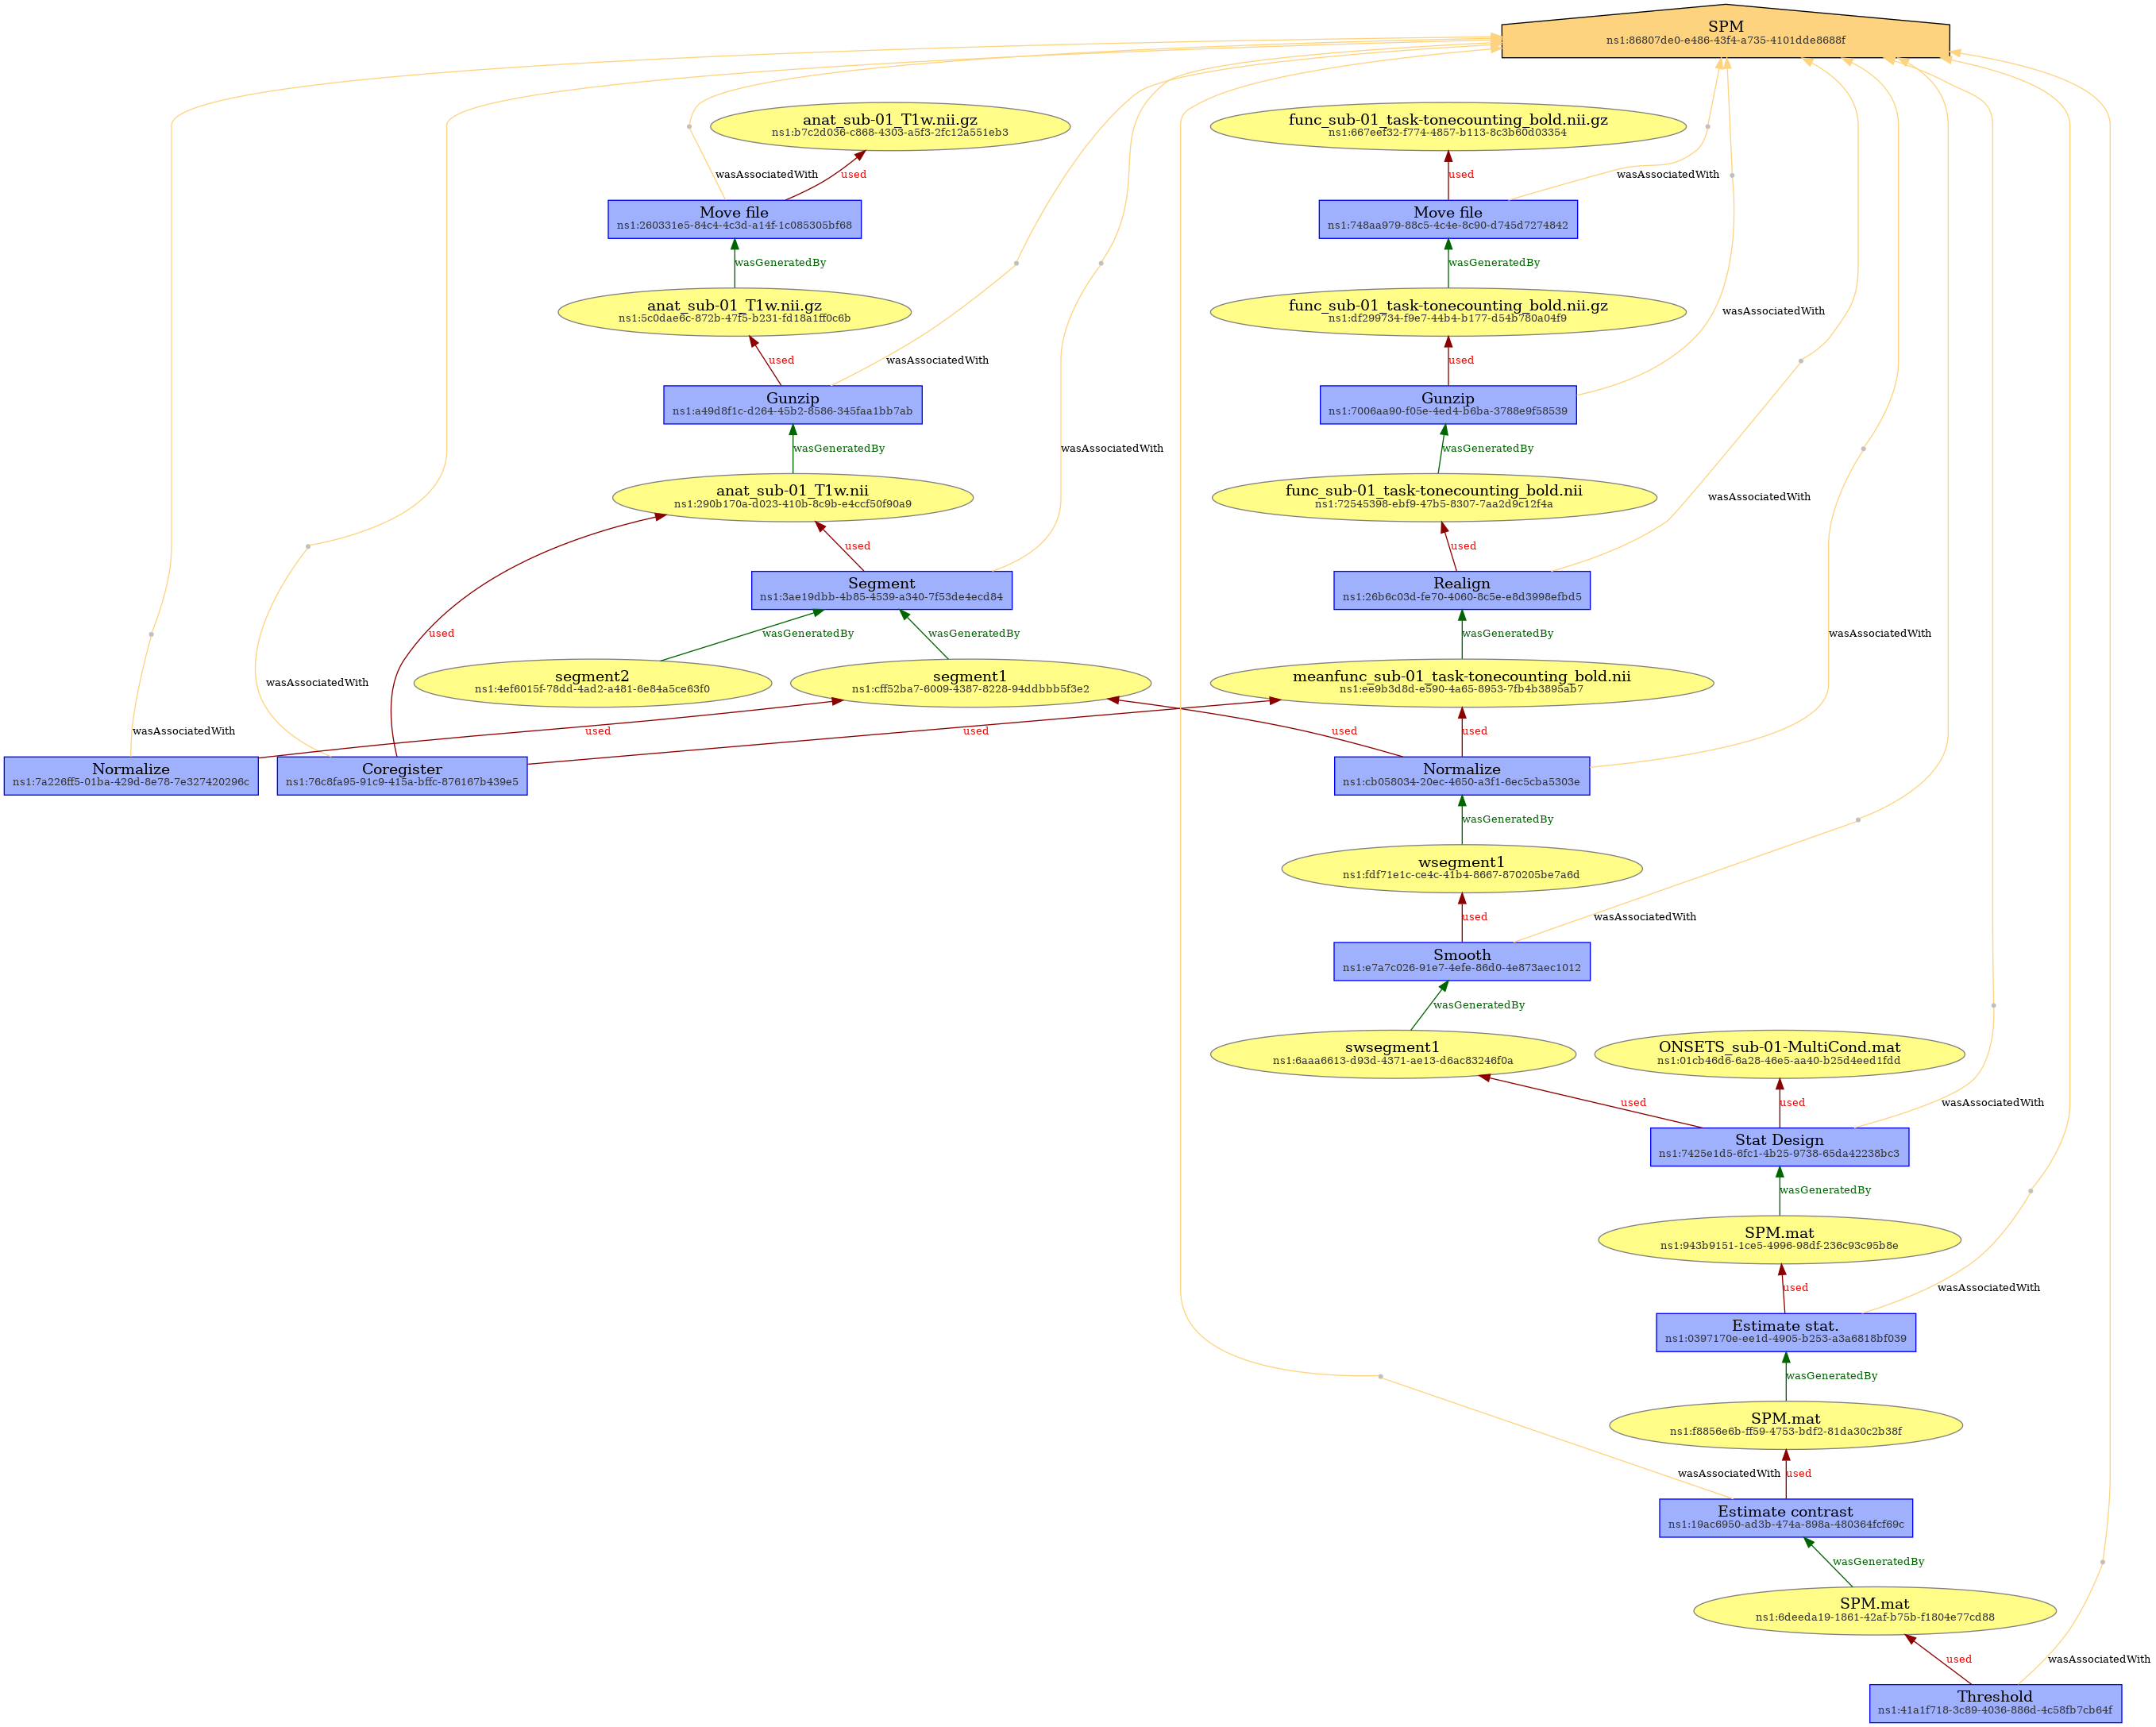 SPM
ns1:86807de0-e486-43f4-a735-4101dde8688f
anat_sub-01_T1w.nii.gz
ns1:b7c2d036-c868-4303-a5f3-2fc12a551eb3
func_sub-01_task-tonecounting_bold.nii.gz
ns1:667eef32-f774-4857-b113-8c3b60d03354
wasAssociatedWith
used
used
wasAssociatedWith
Move file
ns1:260331e5-84c4-4c3d-a14f-1c085305bf68
Move file
ns1:748aa979-88c5-4c4e-8c90-d745d7274842
wasGeneratedBy
wasGeneratedBy
anat_sub-01_T1w.nii.gz
ns1:5c0dae6c-872b-47f5-b231-fd18a1ff0c6b
func_sub-01_task-tonecounting_bold.nii.gz
ns1:df299734-f9e7-44b4-b177-d54b780a04f9
wasAssociatedWith
used
wasAssociatedWith
used
Gunzip
ns1:a49d8f1c-d264-45b2-8586-345faa1bb7ab
Gunzip
ns1:7006aa90-f05e-4ed4-b6ba-3788e9f58539
wasGeneratedBy
wasAssociatedWith
wasGeneratedBy
anat_sub-01_T1w.nii
ns1:290b170a-d023-410b-8c9b-e4ccf50f90a9
func_sub-01_task-tonecounting_bold.nii
ns1:72545398-ebf9-47b5-8307-7aa2d9c12f4a
wasAssociatedWith
used
used
Segment
ns1:3ae19dbb-4b85-4539-a340-7f53de4ecd84
Realign
ns1:26b6c03d-fe70-4060-8c5e-e8d3998efbd5
used
wasGeneratedBy
wasGeneratedBy
wasGeneratedBy
wasAssociatedWith
segment2
ns1:4ef6015f-78dd-4ad2-a481-6e84a5ce63f0
segment1
ns1:cff52ba7-6009-4387-8228-94ddbbb5f3e2
meanfunc_sub-01_task-tonecounting_bold.nii
ns1:ee9b3d8d-e590-4a65-8953-7fb4b3895ab7
wasAssociatedWith
wasAssociatedWith
used
used
used
used
Normalize
ns1:7a226ff5-01ba-429d-8e78-7e327420296c
Coregister
ns1:76c8fa95-91c9-415a-bffc-876167b439e5
Normalize
ns1:cb058034-20ec-4650-a3f1-6ec5cba5303e
wasGeneratedBy
wsegment1
ns1:fdf71e1c-ce4c-41b4-8667-870205be7a6d
used
wasAssociatedWith
Smooth
ns1:e7a7c026-91e7-4efe-86d0-4e873aec1012
wasGeneratedBy
swsegment1
ns1:6aaa6613-d93d-4371-ae13-d6ac83246f0a
ONSETS_sub-01-MultiCond.mat
ns1:01cb46d6-6a28-46e5-aa40-b25d4eed1fdd
used
used
wasAssociatedWith
Stat Design
ns1:7425e1d5-6fc1-4b25-9738-65da42238bc3
wasGeneratedBy
SPM.mat
ns1:943b9151-1ce5-4996-98df-236c93c95b8e
used
wasAssociatedWith
Estimate stat.
ns1:0397170e-ee1d-4905-b253-a3a6818bf039
wasGeneratedBy
SPM.mat
ns1:f8856e6b-ff59-4753-bdf2-81da30c2b38f
wasAssociatedWith
used
Estimate contrast
ns1:19ac6950-ad3b-474a-898a-480364fcf69c
wasGeneratedBy
SPM.mat
ns1:6deeda19-1861-42af-b75b-f1804e77cd88
used
wasAssociatedWith
Threshold
ns1:41a1f718-3c89-4036-886d-4c58fb7cb64f